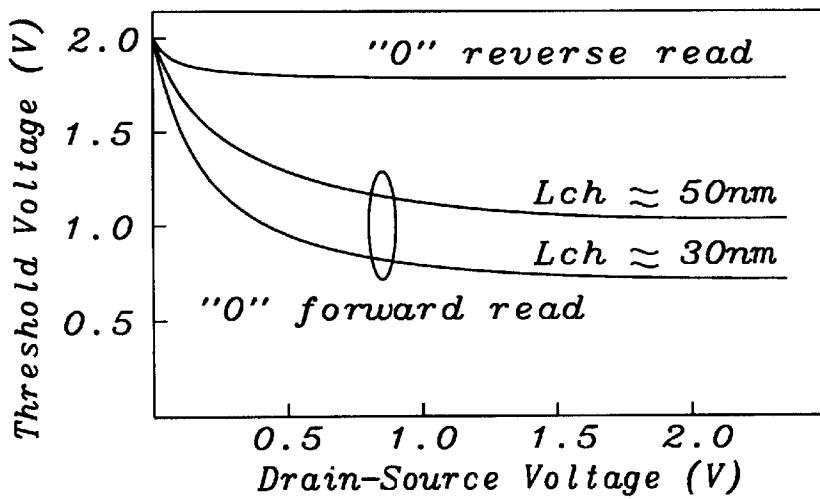 Threshold Voltage (V)
2.0
1.5
1.0
0.5
"0" reverse read
Lch ≈ 50nm
Lch ≈ 30nm
"0" forward read
0.5 1.0 1.5 2.0
Drain-Source Voltage (V)